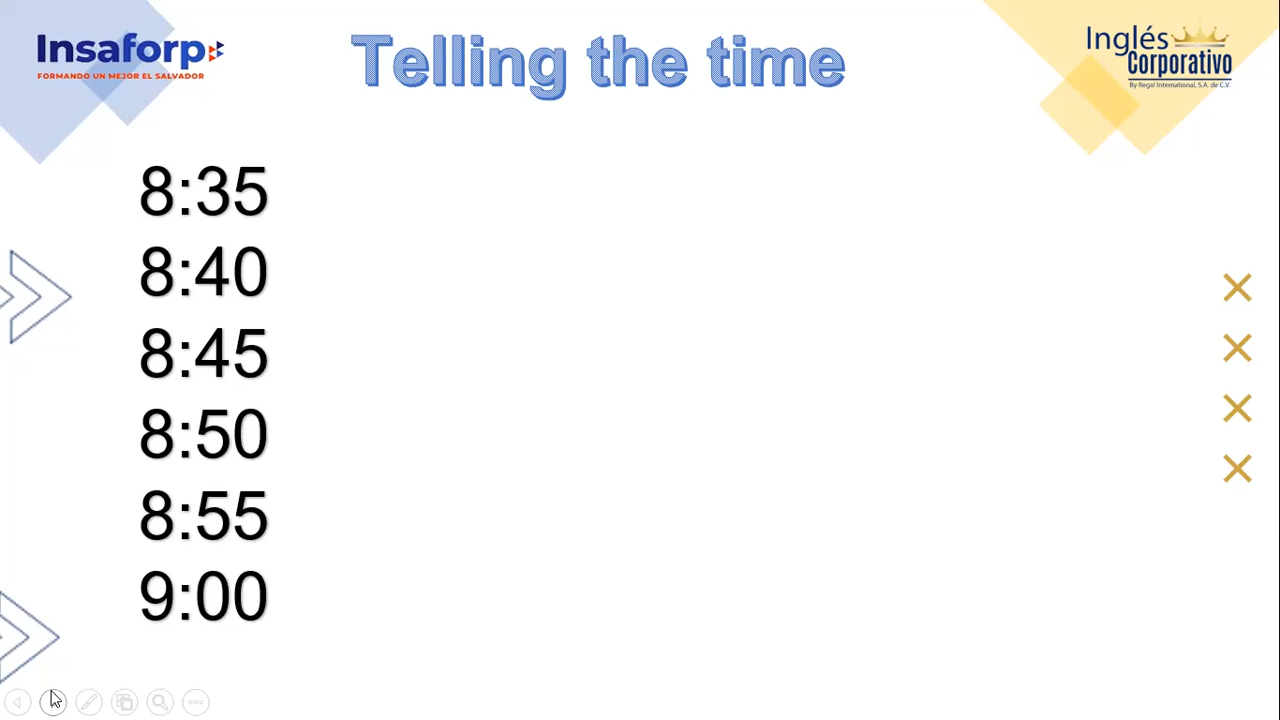 Insaforp
FORMANDO UN MEJOR EL SALVADOR
Telling the time
Inglés
Corporativo
By Regal International, S.A. de C.V.
8:35
8:40
8:45
8:50
8:55
9:00